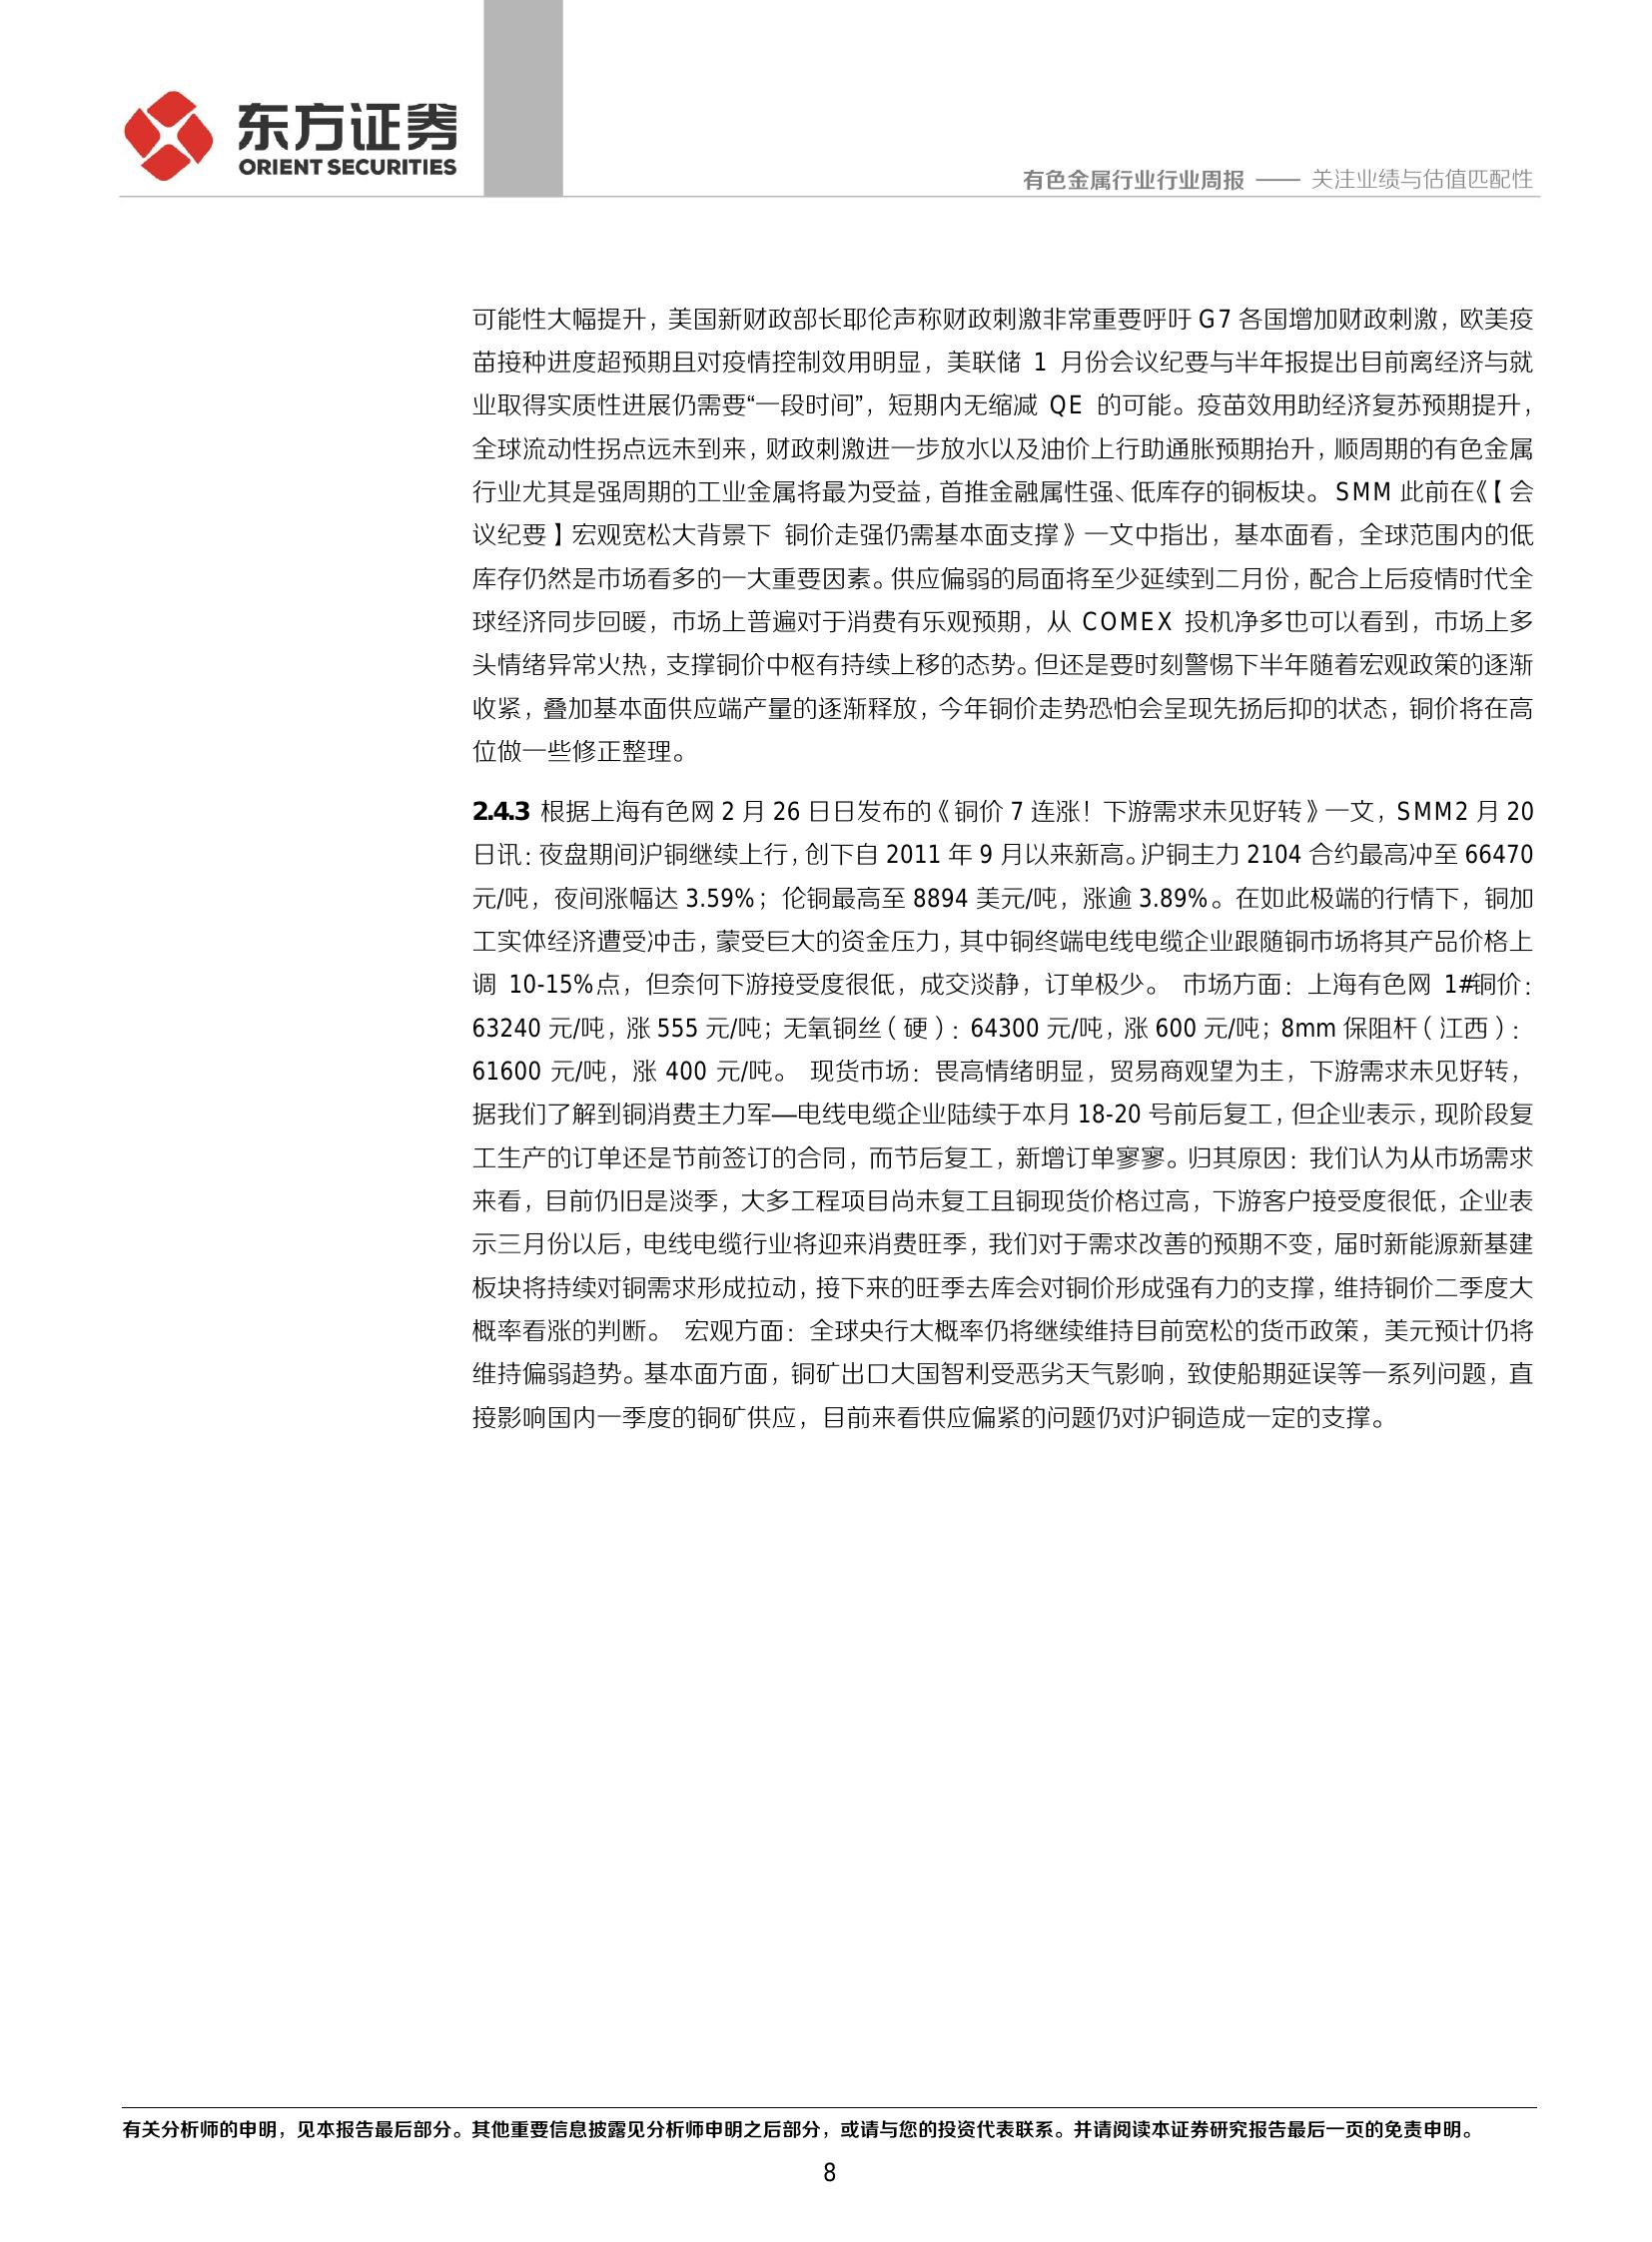 东方证券
ORIENT SECURITIES
有色金属行业行业周报 —— 关注业绩与估值匹配性
可能性大幅提升，美国新财政部长耶伦声称财政刺激非常重要呼吁 G7 各国增加财政刺激，欧美疫
苗接种进度超预期且对疫情控制效用明显，美联储 1 月份会议纪要与半年报提出目前离经济与就
业取得实质性进展仍需要“一段时间”，短期内无缩减 QE 的可能。疫苗效用助经济复苏预期提升，
全球流动性拐点远未到来，财政刺激进一步放水以及油价上行助通胀预期抬升，顺周期的有色金属
行业尤其是强周期的工业金属将最为受益，首推金融属性强、低库存的铜板块。SMM 此前在《【会
议纪要】宏观宽松大背景下 铜价走强仍需基本面支撑》一文中指出，基本面看，全球范围内的低
库存仍然是市场看多的一大重要因素。供应偏弱的局面将至少延续到二月份，配合上后疫情时代全
球经济同步回暖，市场上普遍对于消费有乐观预期，从 COMEX 投机净多也可以看到，市场上多
头情绪异常火热，支撑铜价中枢有持续上移的态势。但还是要时刻警惕下半年随着宏观政策的逐渐
收紧，叠加基本面供应端产量的逐渐释放，今年铜价走势恐怕会呈现先扬后抑的状态，铜价将在高
位做一些修正整理。
2.4.3 根据上海有色网 2 月 26 日日发布的《铜价 7 连涨！下游需求未见好转》一文，SMM2 月 20
日讯：夜盘期间沪铜继续上行，创下自 2011 年 9 月以来新高。沪铜主力 2104 合约最高冲至 66470
元/吨，夜间涨幅达 3.59%；伦铜最高至 8894 美元/吨，涨逾 3.89%。在如此极端的行情下，铜加
工实体经济遭受冲击，蒙受巨大的资金压力，其中铜终端电线电缆企业跟随铜市场将其产品价格上
调 10-15%点，但奈何下游接受度很低，成交淡静，订单极少。 市场方面：上海有色网 1#铜价：
63240 元/吨，涨 555 元/吨；无氧铜丝（硬）：64300 元/吨，涨 600 元/吨；8mm 保阻杆（江西）：
61600 元/吨，涨 400 元/吨。 现货市场：畏高情绪明显，贸易商观望为主，下游需求未见好转，
据我们了解到铜消费主力军—电线电缆企业陆续于本月 18-20 号前后复工，但企业表示，现阶段复
工生产的订单还是节前签订的合同，而节后复工，新增订单寥寥。归其原因：我们认为从市场需求
来看，目前仍旧是淡季，大多工程项目尚未复工且铜现货价格过高，下游客户接受度很低，企业表
示三月份以后，电线电缆行业将迎来消费旺季，我们对于需求改善的预期不变，届时新能源新基建
板块将持续对铜需求形成拉动，接下来的旺季去库会对铜价形成强有力的支撑，维持铜价二季度大
概率看涨的判断。 宏观方面：全球央行大概率仍将继续维持目前宽松的货币政策，美元预计仍将
维持偏弱趋势。基本面方面，铜矿出口大国智利受恶劣天气影响，致使船期延误等一系列问题，直
接影响国内一季度的铜矿供应，目前来看供应偏紧的问题仍对沪铜造成一定的支撑。
有关分析师的申明，见本报告最后部分。其他重要信息披露见分析师申明之后部分，或请与您的投资代表联系。并请阅读本证券研究报告最后一页的免责申明。
8